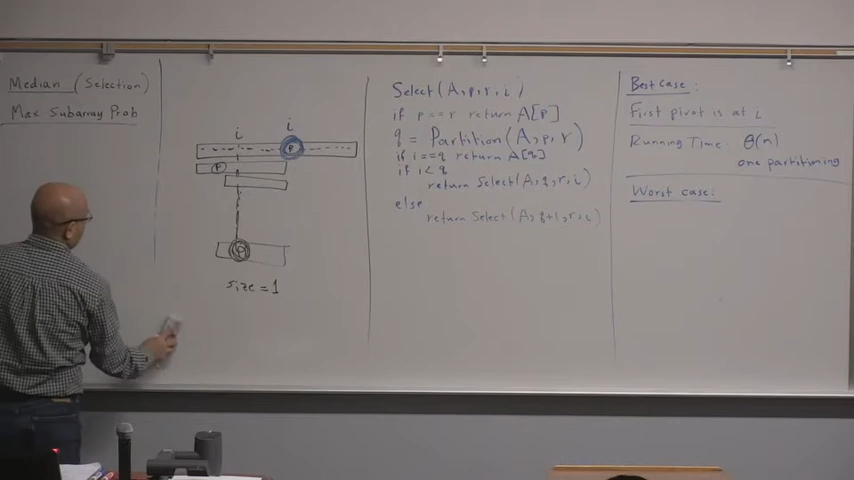 Median (Selection)
Max Subarray Prob
i
i
P
P
P
size = 1
Select(A,p,r,i)
if p == r return A[p]
q = Partition(A,p,r)
if i==q return A[q]
if i<q
return Select(A,q,r,i)
else
return Select(A,q+1,r,i)
Best case:
First pivot is at i
Running Time: Θ(n)
one partitiming
Worst case: